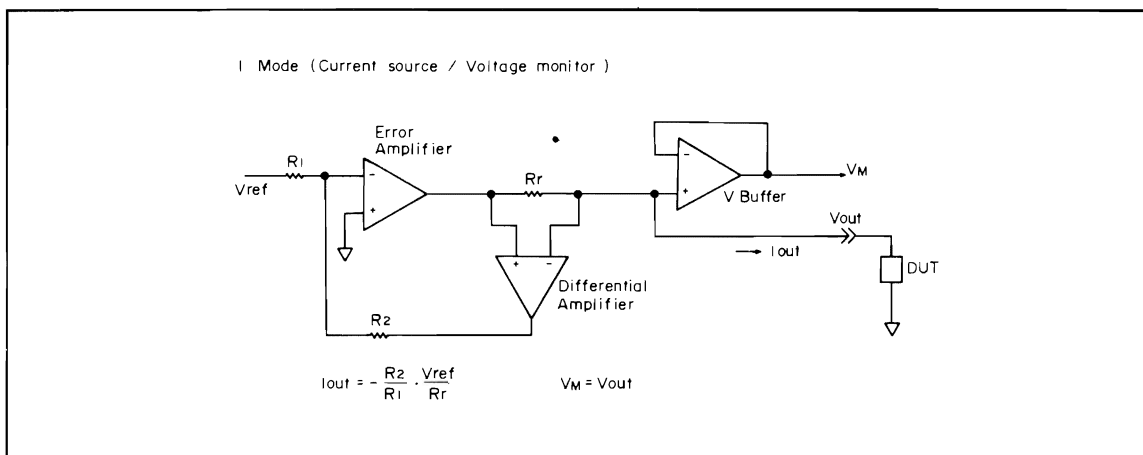 I Mode (Current source / Voltage monitor)
Error
Amplifier
R1
Vref
-
+
Rr
-
+
V Buffer
VM
Vout
Iout
DUT
+ -
Differential
Amplifier
R2
Iout = - R2/R1 · Vref/Rr
VM = Vout